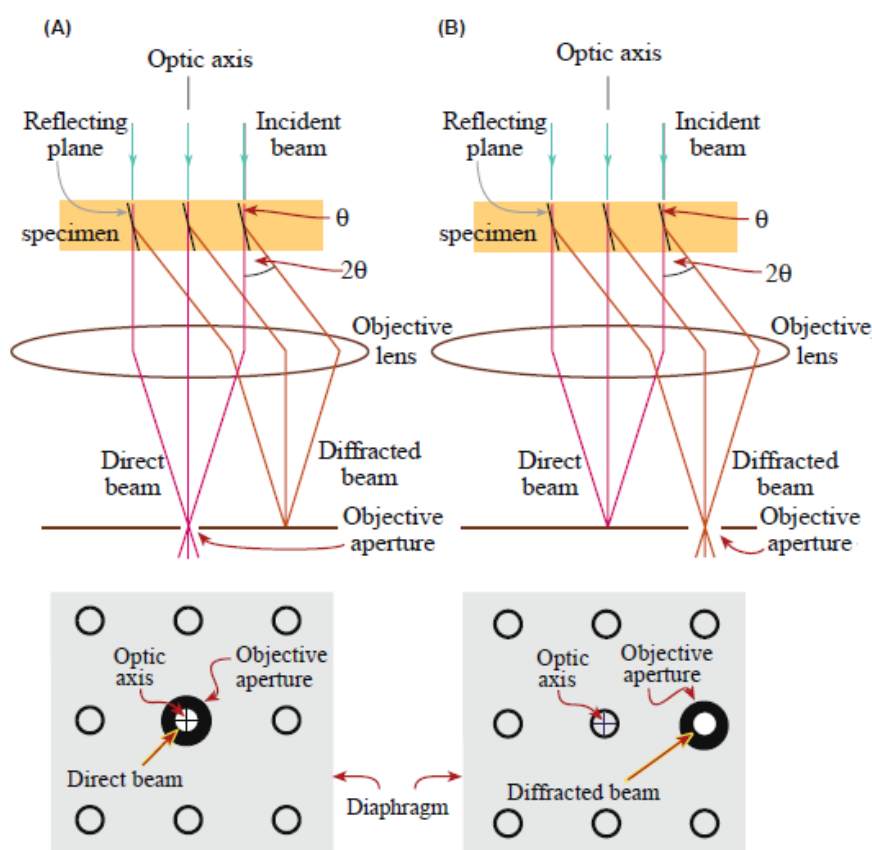 (A)
Optic axis
Reflecting
plane
Incident
beam
θ
specimen
2θ
Objective
lens
Direct
beam
Diffracted
beam
Objective
aperture
Optic
axis
Objective
aperture
Direct beam
(B)
Optic axis
Reflecting
plane
Incident
beam
θ
specimen
2θ
Objective
lens
Direct
beam
Diffracted
beam
Objective
aperture
Optic
axis
Objective
aperture
Diffracted beam
Diaphragm